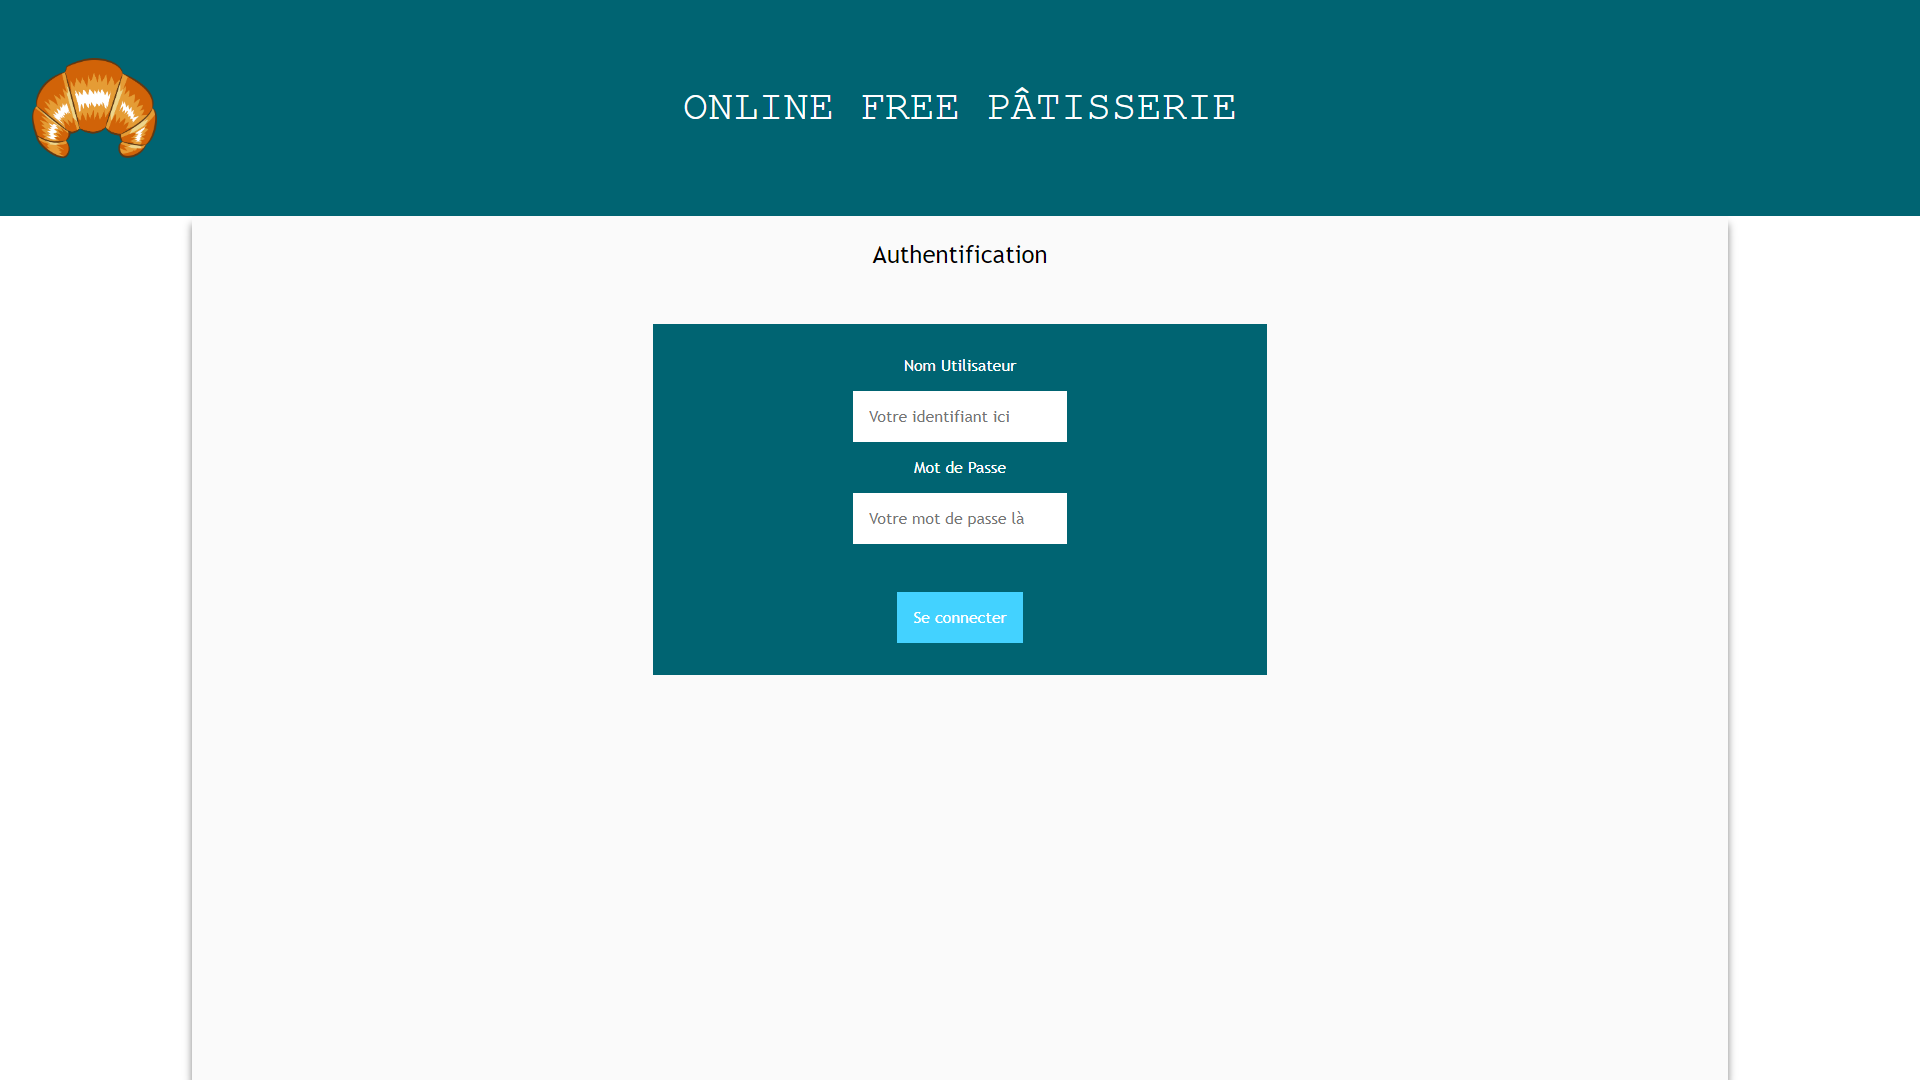 ONLINE FREE PÂTISSERIE
Authentification
Nom Utilisateur
Votre identifiant ici
Mot de Passe
Votre mot de passe là
Se connecter